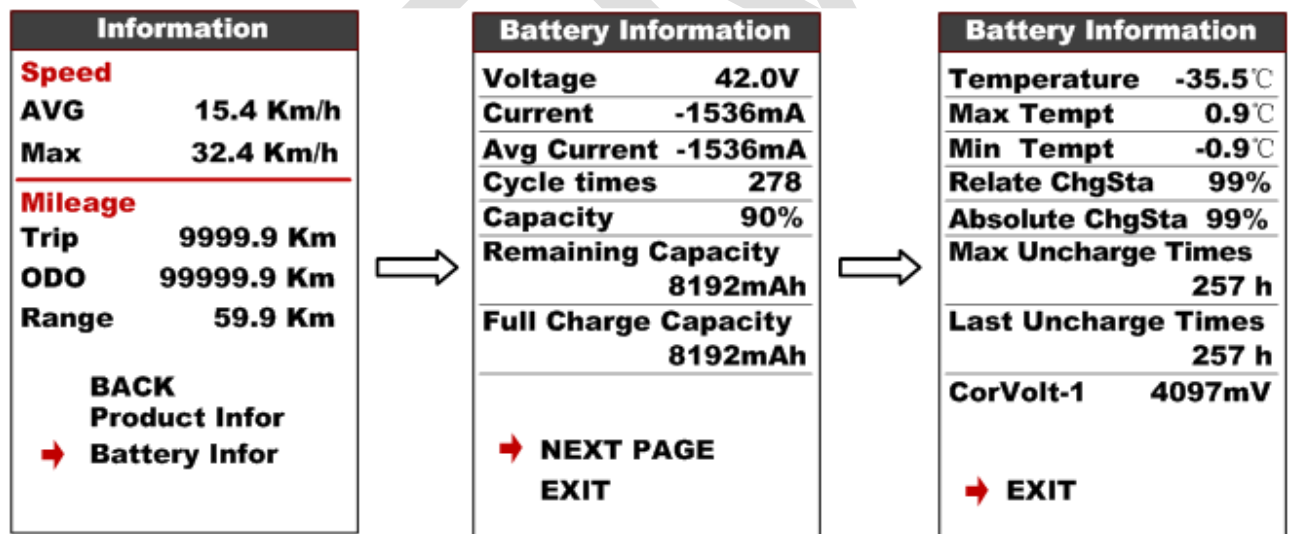 Information
Speed
AVG 15.4 Km/h
Max 32.4 Km/h
Mileage
Trip 9999.9 Km
ODO 99999.9 Km
Range 59.9 Km
BACK
Product Infor
Battery Infor
Battery Information
Voltage 42.0V
Current -1536mA
Avg Current -1536mA
Cycle times 278
Capacity 90%
Remaining Capacity
8192mAh
Full Charge Capacity
8192mAh
NEXT PAGE
EXIT
Battery Information
Temperature -35.5℃
Max Tempt 0.9℃
Min Tempt -0.9℃
Relate ChgSta 99%
Absolute ChgSta 99%
Max Uncharge Times
257 h
Last Uncharge Times
257 h
CorVolt-1 4097mV
EXIT